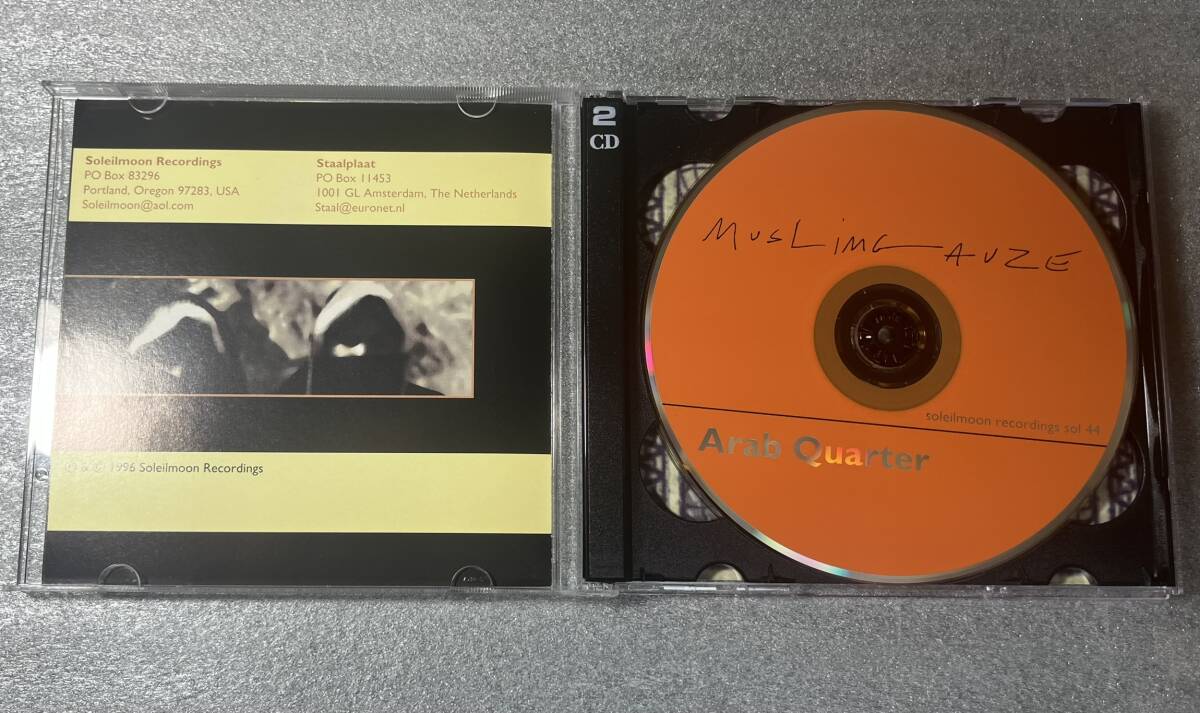 Soleilmoon Recordings
PO Box 83296
Portland, Oregon 97283, USA
Soleilmoon@aol.com
Staalplaat
PO Box 11453
1001 GL Amsterdam, The Netherlands
Staal@euronet.nl
℗ & © 1996 Soleilmoon Recordings
2
CD
MUSLiMGAUZE
soleilmoon recordings sol 44
Arab Quarter